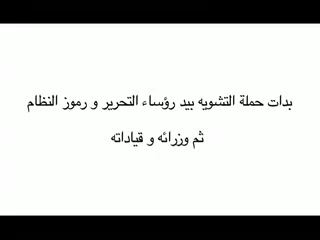 بدات حملة التشويه بيد رؤساء التحرير و رموز النظام
ثم وزرائه و قياداته